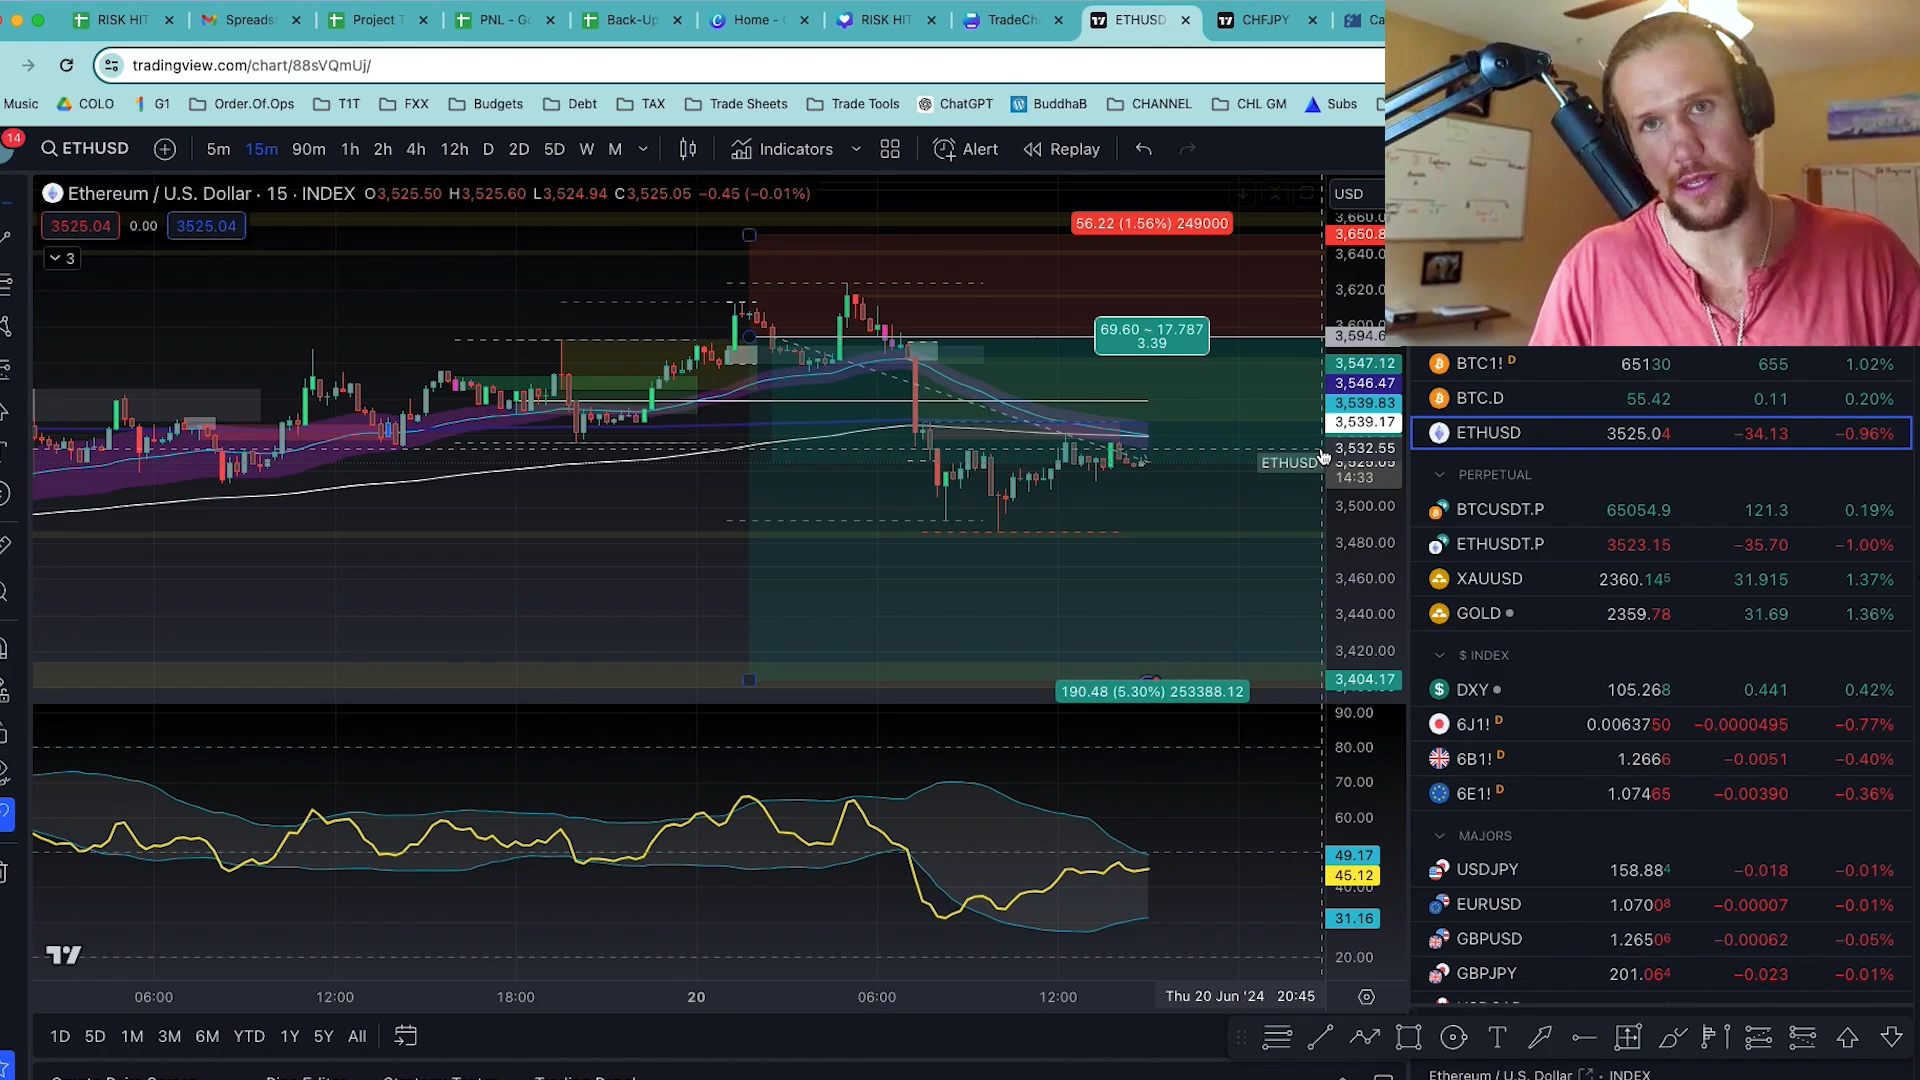 RISK HIT
Spreads
Project T
PNL - Go
Back-Up
Home -
RISK HIT
TradeCh
ETHUSD
CHFJPY
Ca
tradingview.com/chart/88sVQmUj/
Music
COLO
G1
Order.Of.Ops
T1T
FXX
Budgets
Debt
TAX
Trade Sheets
Trade Tools
ChatGPT
BuddhaB
CHANNEL
CHL GM
Subs
14
ETHUSD
5m
15m
90m
1h
2h
4h
12h
D
2D
5D
W
M
Indicators
Alert
Replay
Ethereum / U.S. Dollar · 15 · INDEX O3,525.50 H3,525.60 L3,524.94 C3,525.05 −0.45 (−0.01%)
USD
3525.04
0.00
3525.04
3
56.22 (1.56%) 249000
69.60 ~ 17.787
3.39
190.48 (5.30%) 253388.12
3,660.0
3,650.8
3,640.0
3,620.0
3,594.6
3,547.12
3,546.47
3,539.83
3,539.17
3,532.55
ETHUSD
3,525.05
14:33
3,500.00
3,480.00
3,460.00
3,440.00
3,420.00
3,404.17
90.00
80.00
70.00
60.00
49.17
45.12
40.00
31.16
20.00
06:00
12:00
18:00
20
06:00
12:00
Thu 20 Jun '24 20:45
1D
5D
1M
3M
6M
YTD
1Y
5Y
All
BTC1! D 65130 655 1.02%
BTC.D 55.42 0.11 0.20%
ETHUSD 3525.04 −34.13 −0.96%
PERPETUAL
BTCUSDT.P 65054.9 121.3 0.19%
ETHUSDT.P 3523.15 −35.70 −1.00%
XAUUSD 2360.145 31.915 1.37%
GOLD 2359.78 31.69 1.36%
$ INDEX
DXY 105.268 0.441 0.42%
6J1! D 0.0063750 −0.0000495 −0.77%
6B1! D 1.2666 −0.0051 −0.40%
6E1! D 1.07465 −0.00390 −0.36%
MAJORS
USDJPY 158.884 −0.018 −0.01%
EURUSD 1.07008 −0.00007 −0.01%
GBPUSD 1.26506 −0.00062 −0.05%
GBPJPY 201.064 −0.023 −0.01%
Ethereum / U.S. Dollar · INDEX